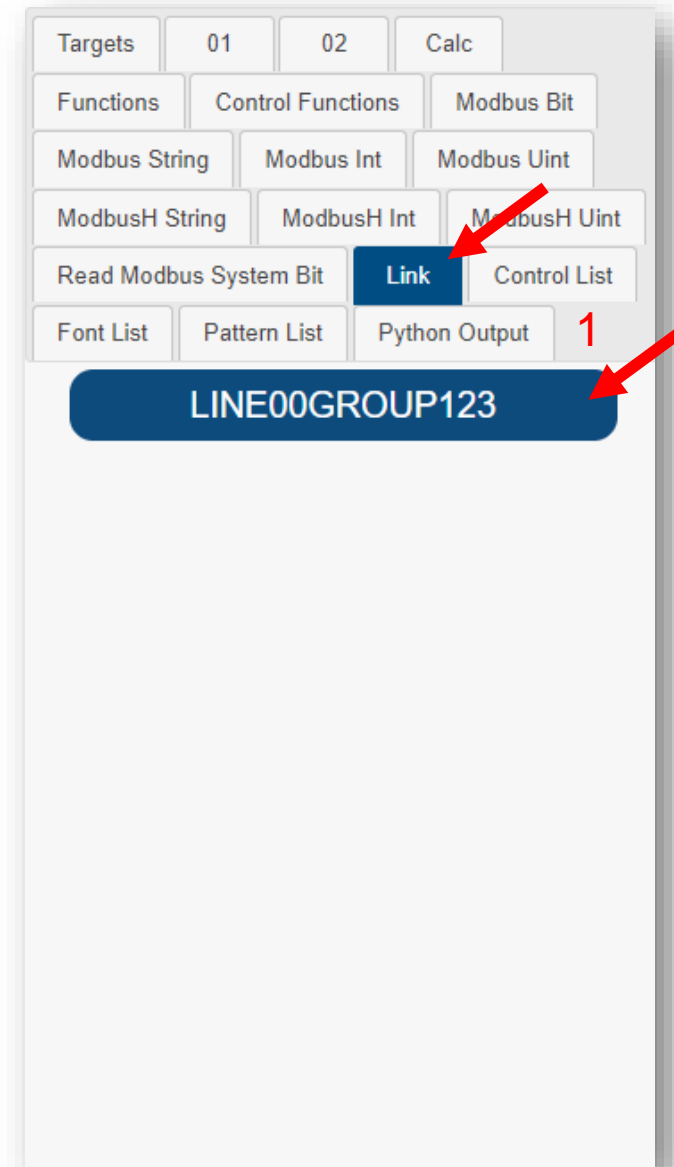 Targets 01 02 Calc
Functions Control Functions Modbus Bit
Modbus String Modbus Int Modbus Uint
ModbusH String ModbusH Int ModbusH Uint
Read Modbus System Bit Link Control List
Font List Pattern List Python Output 1
LINE00GROUP123